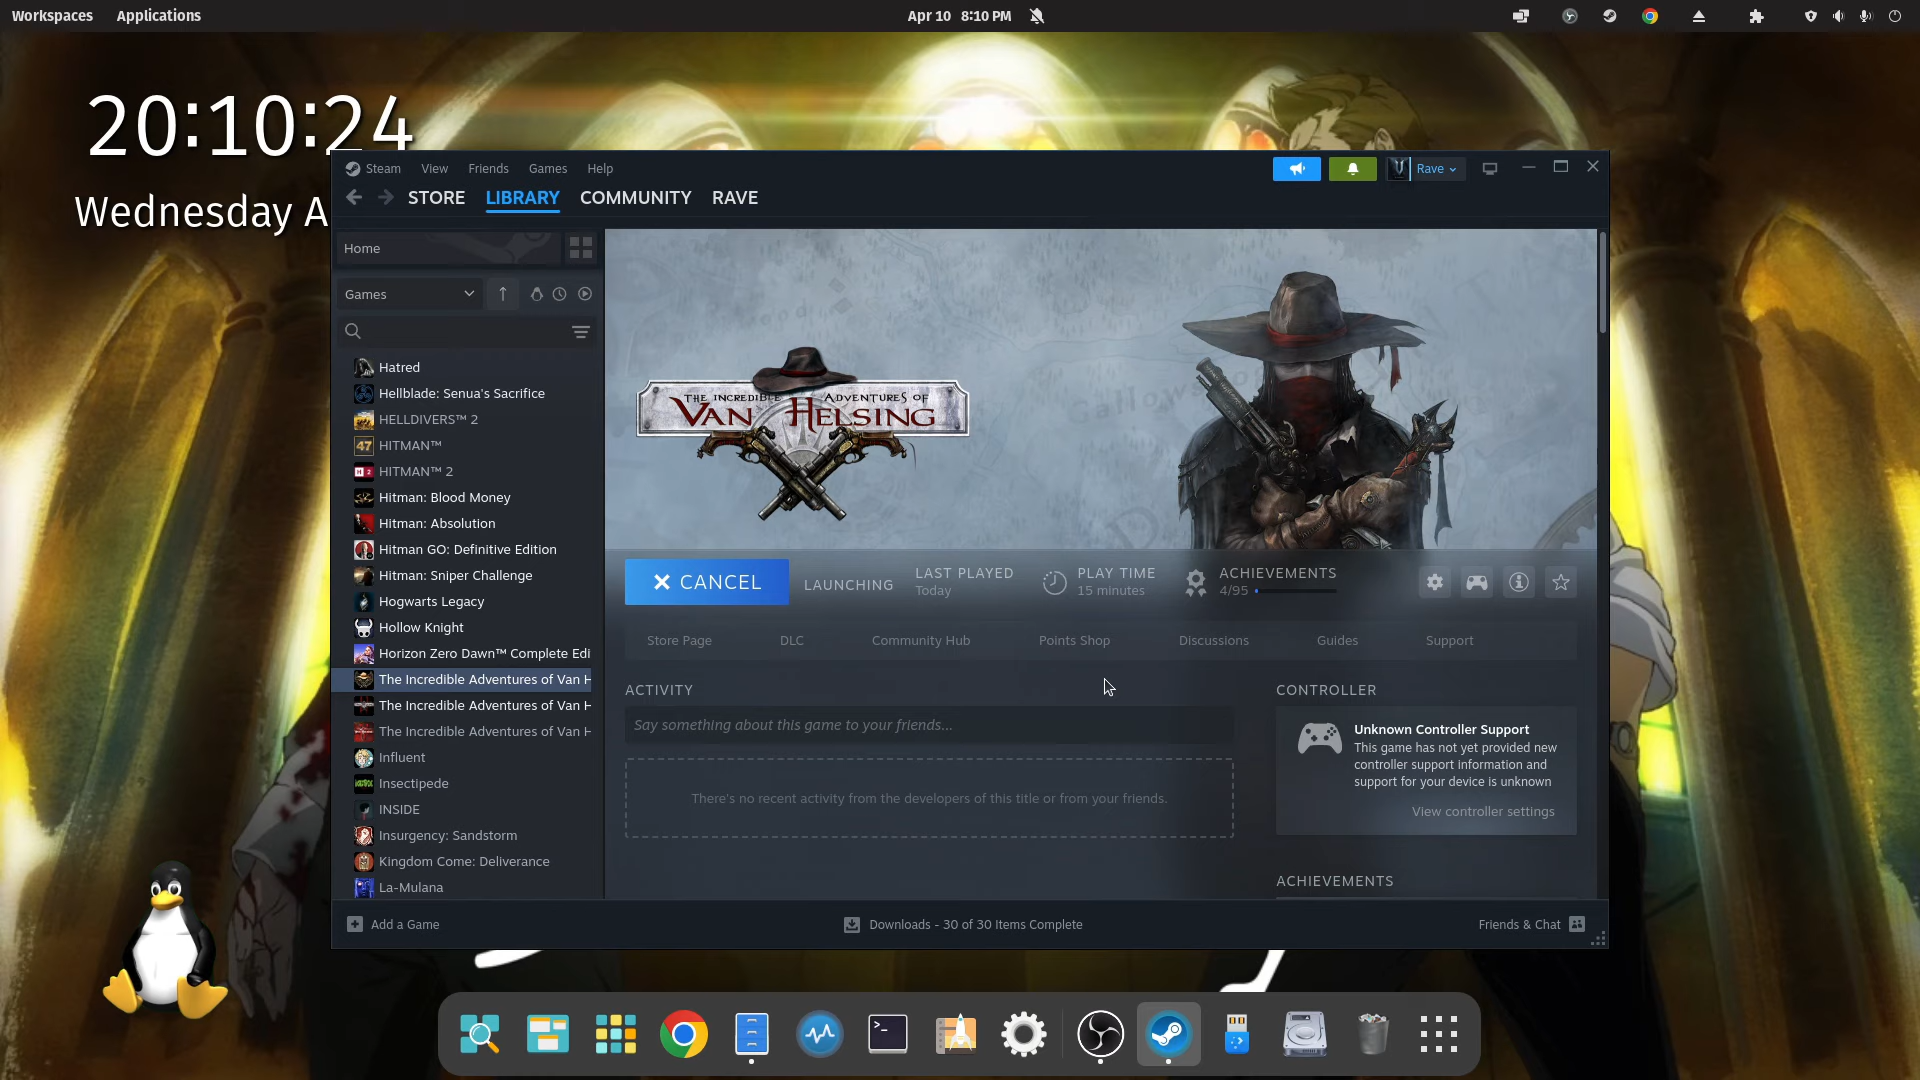 Workspaces Applications Apr 10 8:10 PM
20:10:24
Wednesday A
Steam View Friends Games Help Rave
STORE LIBRARY COMMUNITY RAVE
Home
Games
Hatred
Hellblade: Senua's Sacrifice
HELLDIVERS™ 2
HITMAN™
HITMAN™ 2
Hitman: Blood Money
Hitman: Absolution
Hitman GO: Definitive Edition
Hitman: Sniper Challenge
Hogwarts Legacy
Hollow Knight
Horizon Zero Dawn™ Complete Edi
The Incredible Adventures of Van H
The Incredible Adventures of Van H
The Incredible Adventures of Van H
Influent
Insectipede
INSIDE
Insurgency: Sandstorm
Kingdom Come: Deliverance
La-Mulana
THE INCREDIBLE ADVENTURES OF
VAN HELSING
CANCEL
LAUNCHING
LAST PLAYED
Today
PLAY TIME
15 minutes
ACHIEVEMENTS
4/95
Store Page DLC Community Hub Points Shop Discussions Guides Support
ACTIVITY
Say something about this game to your friends...
There's no recent activity from the developers of this title or from your friends.
CONTROLLER
Unknown Controller Support
This game has not yet provided new
controller support information and
support for your device is unknown
View controller settings
ACHIEVEMENTS
Add a Game Downloads - 30 of 30 Items Complete Friends & Chat